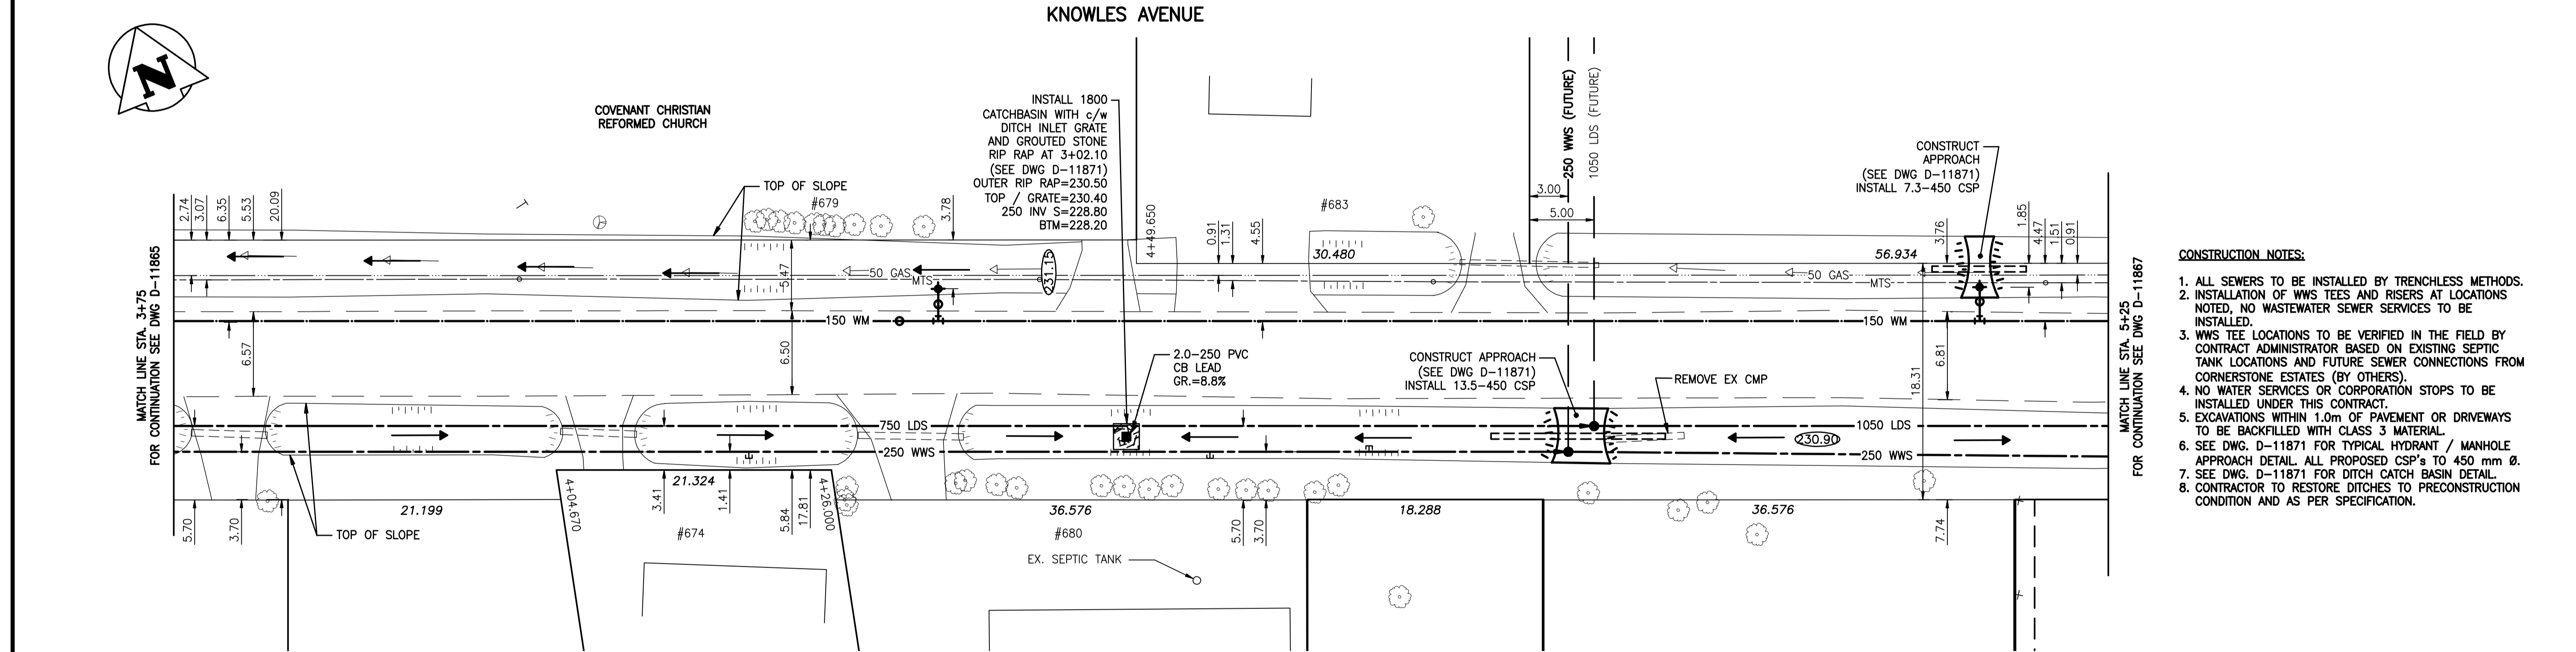 KNOWLES AVENUE
N
COVENANT CHRISTIAN
REFORMED CHURCH
INSTALL 1800
CATCHBASIN WITH c/w
DITCH INLET GRATE
AND GROUTED STONE
RIP RAP AT 3+02.10
(SEE DWG D-11871)
OUTER RIP RAP=230.50
TOP / GRATE=230.40
250 INV S=228.80
BTM=228.20
250 WWS (FUTURE)
1050 LDS (FUTURE)
3.00
5.00
CONSTRUCT
APPROACH
(SEE DWG D-11871)
INSTALL 7.3-450 CSP
TOP OF SLOPE
#679
#683
2.74
3.07
6.35
5.53
20.09
3.78
4+49.650
0.91
1.31
4.55
30.480
56.934
3.76
1.85
4.47
1.51
0.91
MATCH LINE STA. 3+75
FOR CONTINUATION SEE DWG D-11865
5.47
50 GAS
MTS
231.15
50 GAS
MTS
150 WM
150 WM
6.57
6.50
6.81
18.31
2.0-250 PVC
CB LEAD
GR.=8.8%
CONSTRUCT APPROACH
(SEE DWG D-11871)
INSTALL 13.5-450 CSP
REMOVE EX CMP
750 LDS
250 WWS
1050 LDS
230.90
250 WWS
MATCH LINE STA. 5+25
FOR CONTINUATION SEE DWG D-11867
5.70
3.70
21.199
TOP OF SLOPE
4+04.670
3.41
21.324
1.41
5.84
17.81
4+26.000
#674
36.576
#680
5.70
3.70
18.288
36.576
7.74
EX. SEPTIC TANK
CONSTRUCTION NOTES:
1. ALL SEWERS TO BE INSTALLED BY TRENCHLESS METHODS.
2. INSTALLATION OF WWS TEES AND RISERS AT LOCATIONS
NOTED, NO WASTEWATER SEWER SERVICES TO BE
INSTALLED.
3. WWS TEE LOCATIONS TO BE VERIFIED IN THE FIELD BY
CONTRACT ADMINISTRATOR BASED ON EXISTING SEPTIC
TANK LOCATIONS AND FUTURE SEWER CONNECTIONS FROM
CORNERSTONE ESTATES (BY OTHERS).
4. NO WATER SERVICES OR CORPORATION STOPS TO BE
INSTALLED UNDER THIS CONTRACT.
5. EXCAVATIONS WITHIN 1.0m OF PAVEMENT OR DRIVEWAYS
TO BE BACKFILLED WITH CLASS 3 MATERIAL.
6. SEE DWG. D-11871 FOR TYPICAL HYDRANT / MANHOLE
APPROACH DETAIL. ALL PROPOSED CSP's TO 450 mm Ø.
7. SEE DWG. D-11871 FOR DITCH CATCH BASIN DETAIL.
8. CONTRACTOR TO RESTORE DITCHES TO PRECONSTRUCTION
CONDITION AND AS PER SPECIFICATION.